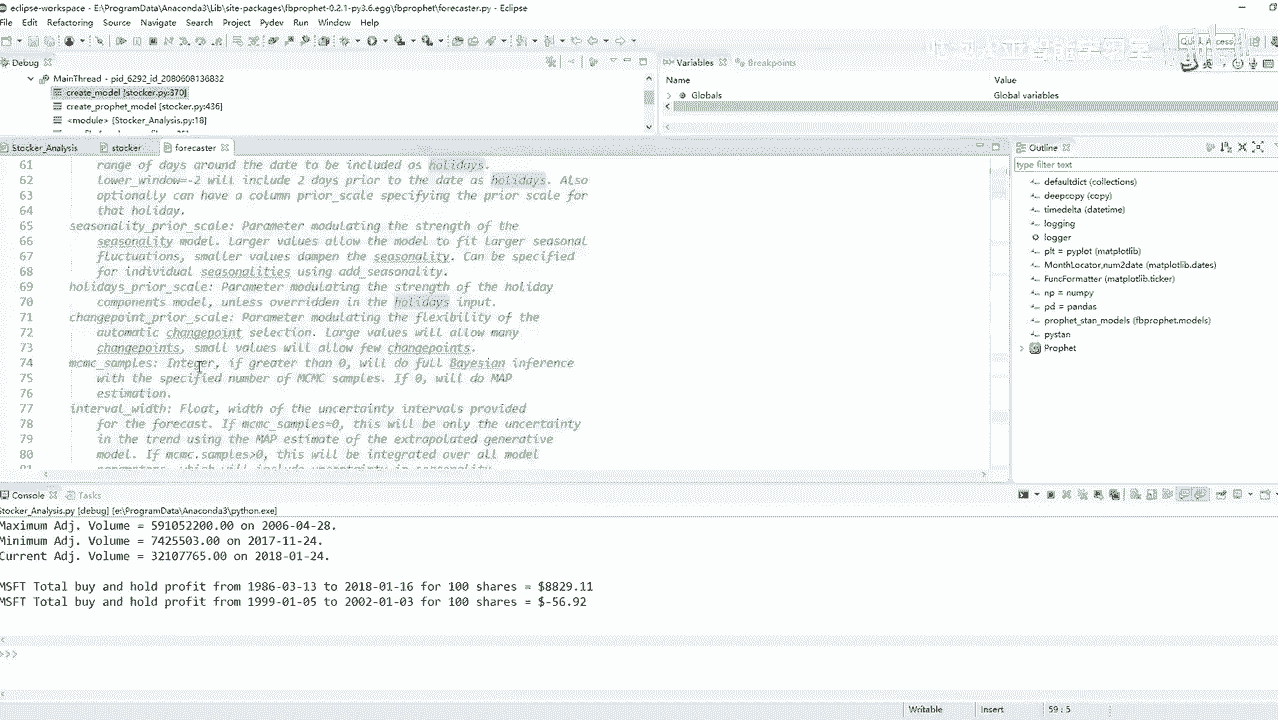 eclipse-workspace - E:\ProgramData\Anaconda3\Lib\site-packages\fbprophet-0.2.1-py3.6.egg\fbprophet\forecaster.py - Eclipse
File Edit Refactoring Source Navigate Search Project Pydev Run Window Help
Debug
MainThread - pid_6292_id_2080608136832
create_model [stocker.py:370]
create_prophet_model [stocker.py:436]
<module> [Stocker_Analysis.py:18]
Variables Breakpoints
Name Value
Globals Global variables
Stocker_Analysis stocker forecaster
61 range of days around the date to be included as holidays.
62 lower_window=-2 will include 2 days prior to the date as holidays. Also
63 optionally can have a column prior_scale specifying the prior scale for
64 that holiday.
65 seasonality_prior_scale: Parameter modulating the strength of the
66 seasonality model. Larger values allow the model to fit larger seasonal
67 fluctuations, smaller values dampen the seasonality. Can be specified
68 for individual seasonalities using add_seasonality.
69 holidays_prior_scale: Parameter modulating the strength of the holiday
70 components model, unless overridden in the holidays input.
71 changepoint_prior_scale: Parameter modulating the flexibility of the
72 automatic changepoint selection. Large values will allow many
73 changepoints, small values will allow few changepoints.
74 mcmc_samples: Integer, if greater than 0, will do full Bayesian inference
75 with the specified number of MCMC samples. If 0, will do MAP
76 estimation.
77 interval_width: Float, width of the uncertainty intervals provided
78 for the forecast. If mcmc_samples=0, this will be only the uncertainty
79 in the trend using the MAP estimate of the extrapolated generative
80 model. If mcmc.samples>0, this will be integrated over all model
Outline
type filter text
defaultdict (collections)
deepcopy (copy)
timedelta (datetime)
logging
logger
plt = pyplot (matplotlib)
MonthLocator,num2date (matplotlib.dates)
FuncFormatter (matplotlib.ticker)
np = numpy
pd = pandas
prophet_stan_models (fbprophet.models)
pystan
Prophet
Console Tasks
Stocker_Analysis.py [debug] [e:\ProgramData\Anaconda3\python.exe]
Maximum Adj. Volume = 591052200.00 on 2006-04-28.
Minimum Adj. Volume = 7425503.00 on 2017-11-24.
Current Adj. Volume = 32107765.00 on 2018-01-24.
MSFT Total buy and hold profit from 1986-03-13 to 2018-01-16 for 100 shares = $8829.11
MSFT Total buy and hold profit from 1999-01-05 to 2002-01-03 for 100 shares = $-56.92
>>>
Writable Insert 59 : 5